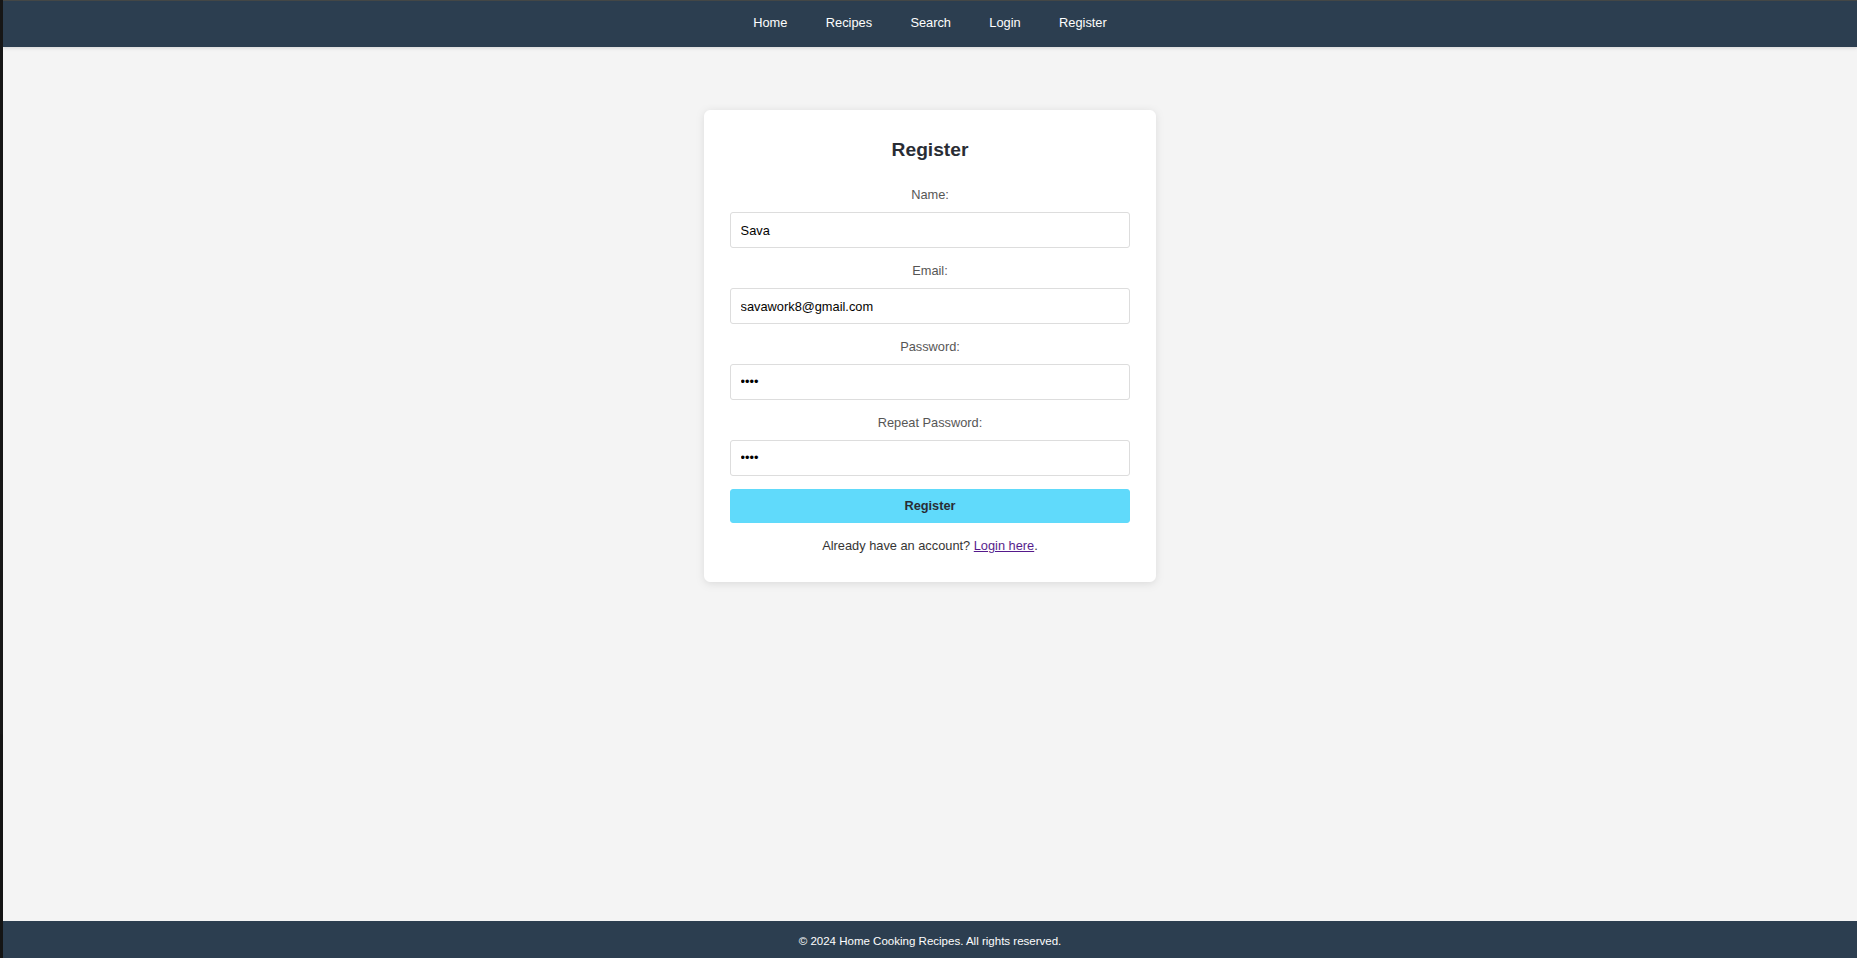 Home Recipes Search Login Register
Register
Name:
Sava
Email:
savawork8@gmail.com
Password:
••••
Repeat Password:
••••
Register
Already have an account? Login here.
© 2024 Home Cooking Recipes. All rights reserved.